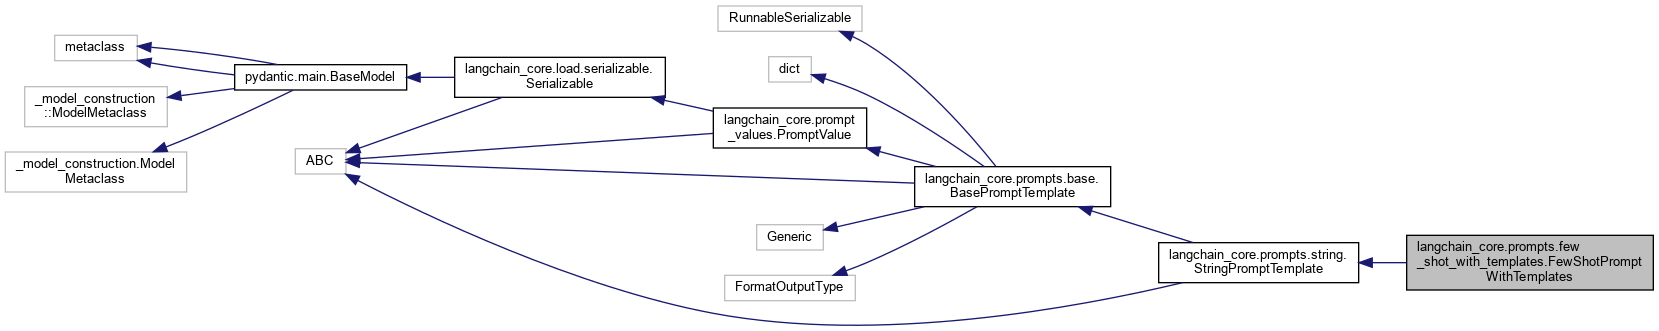 RunnableSerializable
metaclass
dict
pydantic.main.BaseModel
langchain_core.load.serializable.
Serializable
_model_construction
::ModelMetaclass
langchain_core.prompt
_values.PromptValue
ABC
_model_construction.Model
Metaclass
langchain_core.prompts.base.
BasePromptTemplate
Generic
langchain_core.prompts.string.
StringPromptTemplate
langchain_core.prompts.few
_shot_with_templates.FewShotPrompt
WithTemplates
FormatOutputType